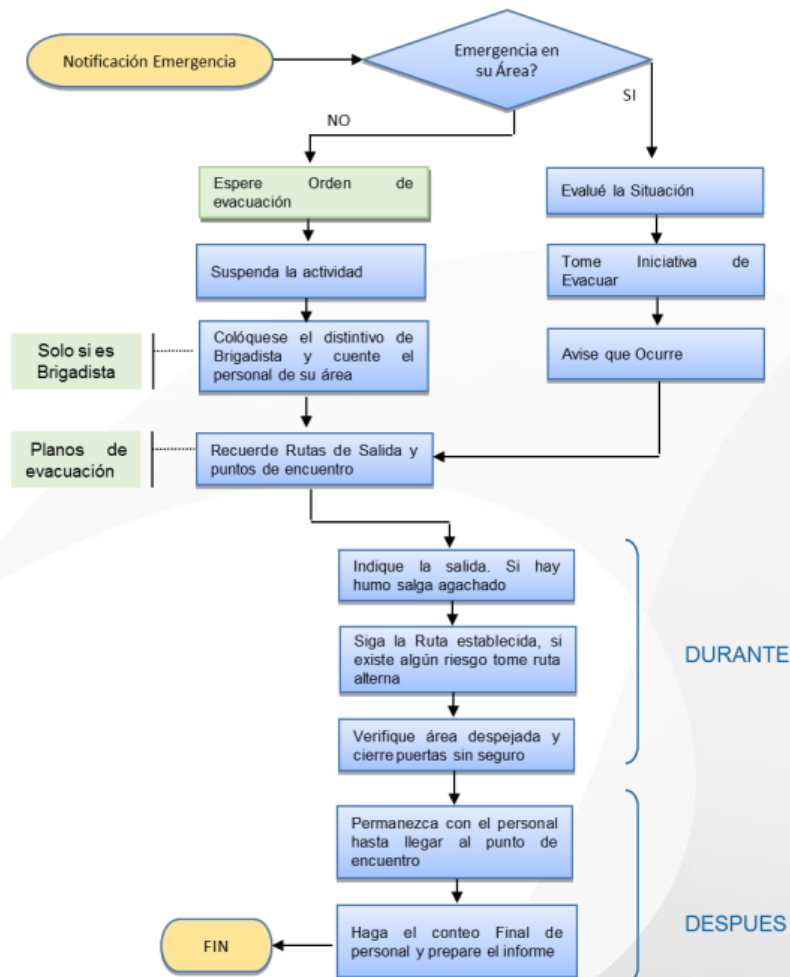 Notificación Emergencia
Emergencia en
su Área?
NO
SI
Espere Orden de
evacuación
Evalué la Situación
Suspenda la actividad
Tome Iniciativa de
Evacuar
Solo si es
Brigadista
Colóquese el distintivo de
Brigadista y cuente el
personal de su área
Avise que Ocurre
Planos de
evacuación
Recuerde Rutas de Salida y
puntos de encuentro
Indique la salida. Si hay
humo salga agachado
Siga la Ruta establecida, si
existe algún riesgo tome ruta
alterna
DURANTE
Verifique área despejada y
cierre puertas sin seguro
Permanezca con el personal
hasta llegar al punto de
encuentro
DESPUES
Haga el conteo Final de
personal y prepare el informe
FIN